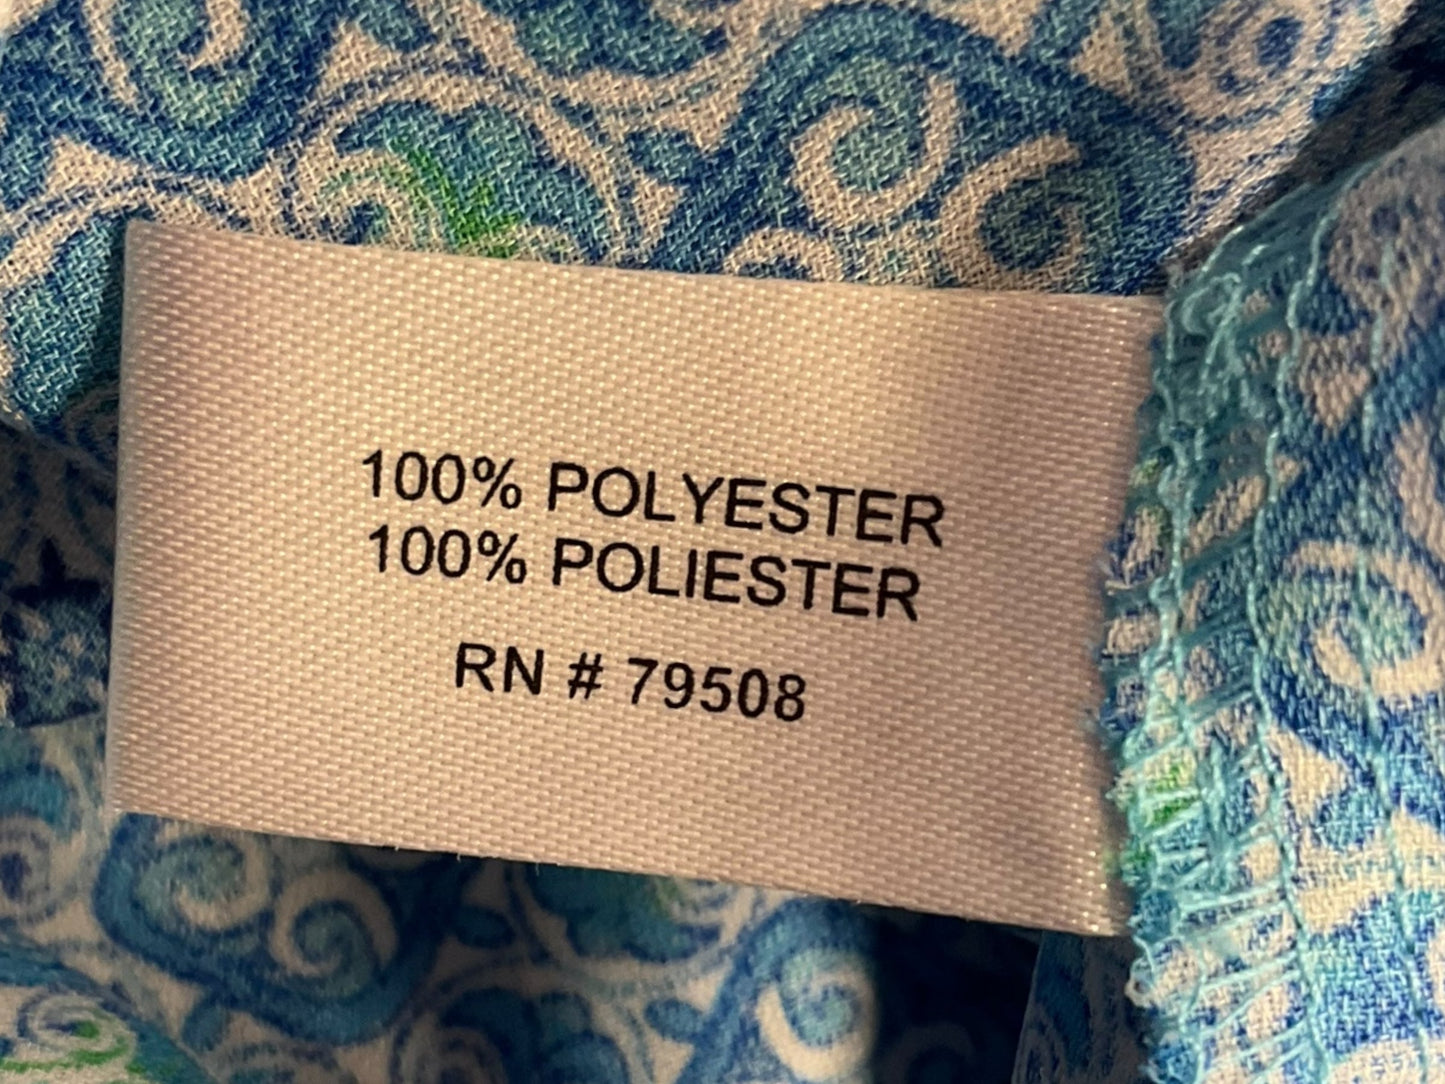 100% POLYESTER
100% POLIESTER
RN # 79508